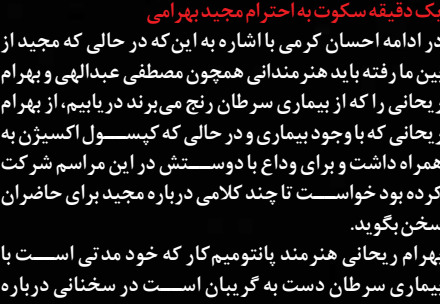 یک دقیقه سکوت به احترام مجید بهرامی
در ادامه احسان کرمی با اشاره به این که در حالی که مجید از
بین ما رفته باید هنرمندانی همچون مصطفی عبدالهی و بهرام
ریحانی را که از بیماری سرطان رنج می‌برند دریابیم، از بهرام
ریحانی که با وجود بیماری و در حالی که کپسول اکسیژن به
همراه داشت و برای وداع با دوستش در این مراسم شرکت
کرده بود خواست تا چند کلامی درباره مجید برای حاضران
سخن بگوید.
بهرام ریحانی هنرمند پانتومیم کار که خود مدتی است با
بیماری سرطان دست به گریبان است در سخنانی درباره